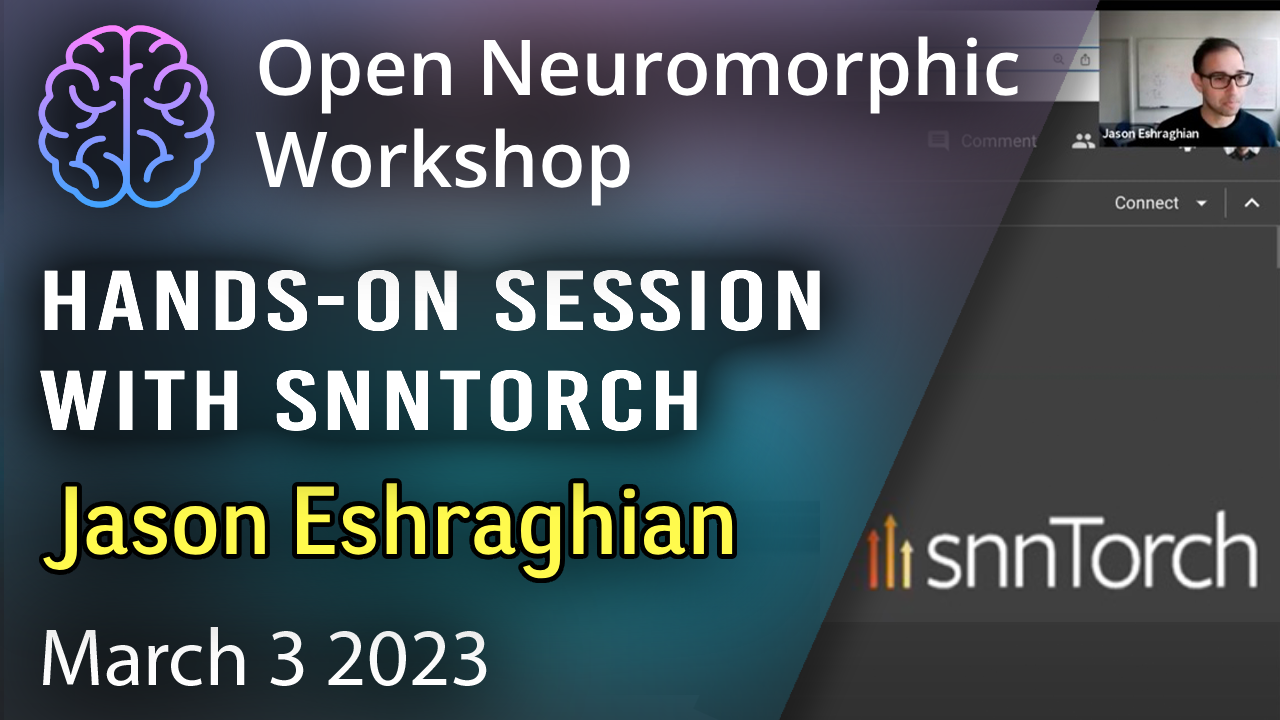 Open Neuromorphic
Workshop
HANDS-ON SESSION
WITH SNNTORCH
Jason Eshraghian
March 3 2023
Jason Eshraghian
Comment
Connect
snnTorch